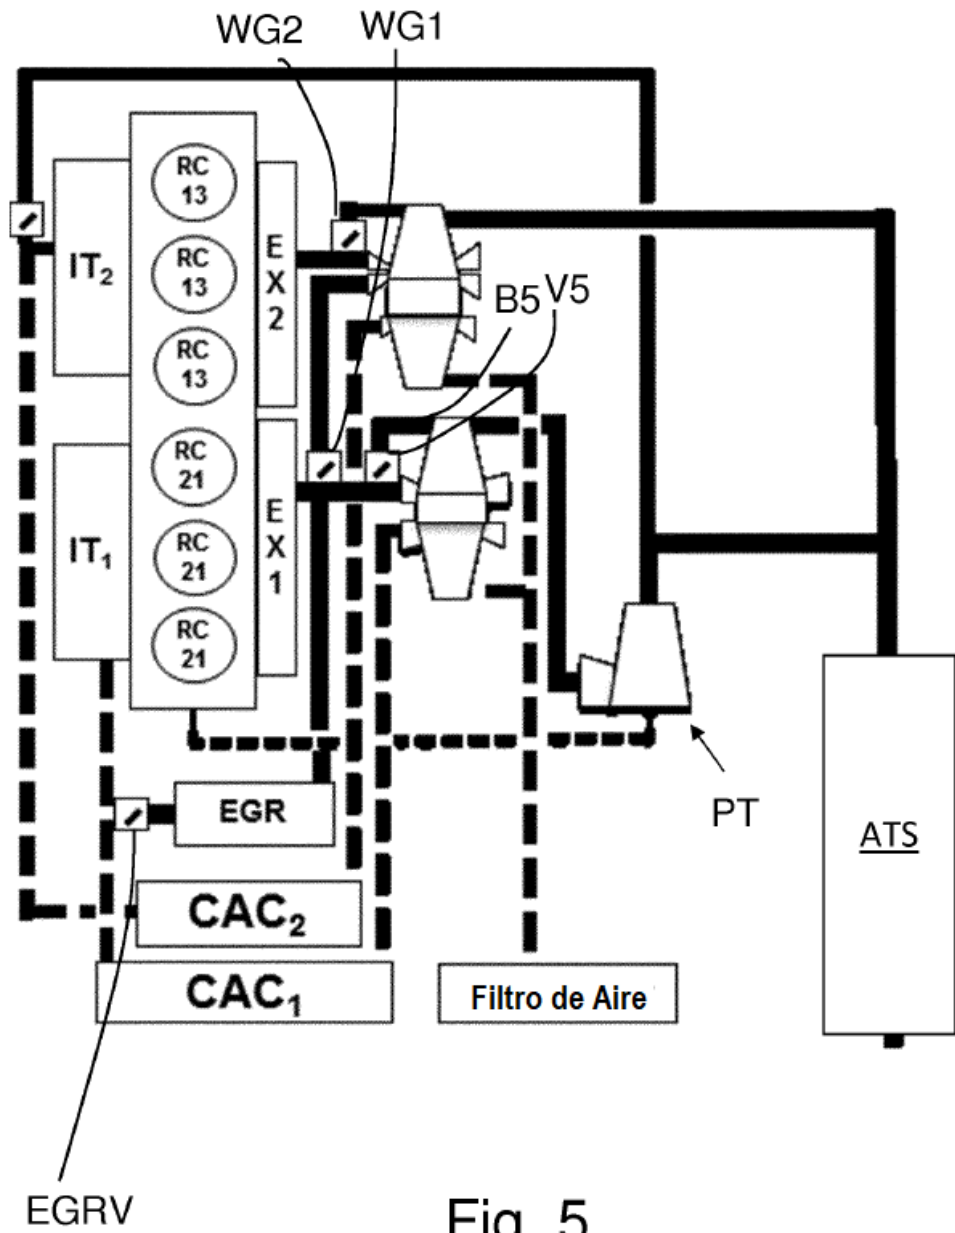 WG2
WG1
RC
13
RC
13
RC
13
RC
21
RC
21
RC
21
IT2
IT1
E
X
2
E
X
1
B5
V5
EGR
PT
ATS
CAC2
CAC1
Filtro de Aire
EGRV
Fig. 5